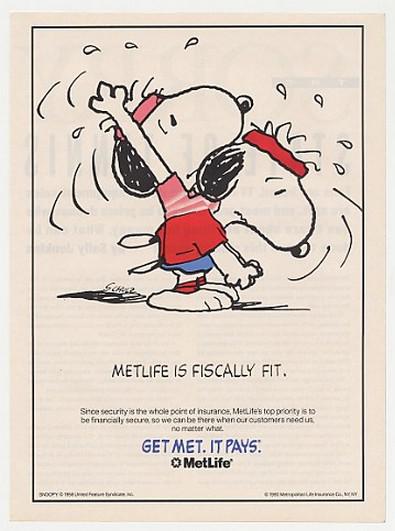 Schulz
METLIFE IS FISCALLY FIT.
Since security is the whole point of insurance, MetLife's top priority is to
be financially secure, so we can be there when our customers need us,
no matter what.
GET MET. IT PAYS.
MetLife®
SNOOPY © 1958 United Feature Syndicate, Inc.
Metropolitan Life Insurance Co., NY, NY